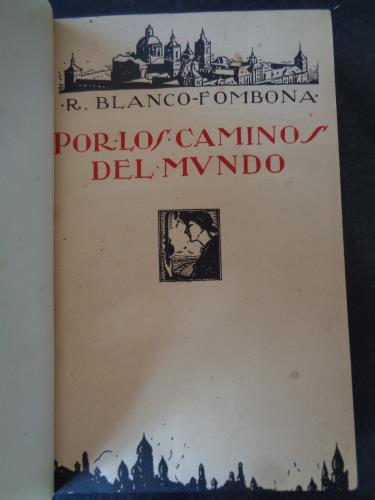 ·R. BLANCO-FOMBONA·
POR·LOS·CAMINOS
DEL·MVNDO